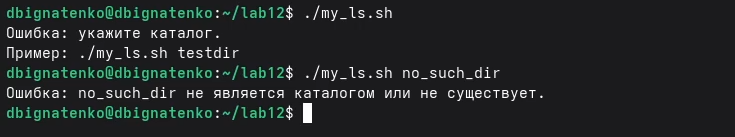 dbignatenko@dbignatenko:~/lab12$ ./my_ls.sh
Ошибка: укажите каталог.
Пример: ./my_ls.sh testdir
dbignatenko@dbignatenko:~/lab12$ ./my_ls.sh no_such_dir
Ошибка: no_such_dir не является каталогом или не существует.
dbignatenko@dbignatenko:~/lab12$